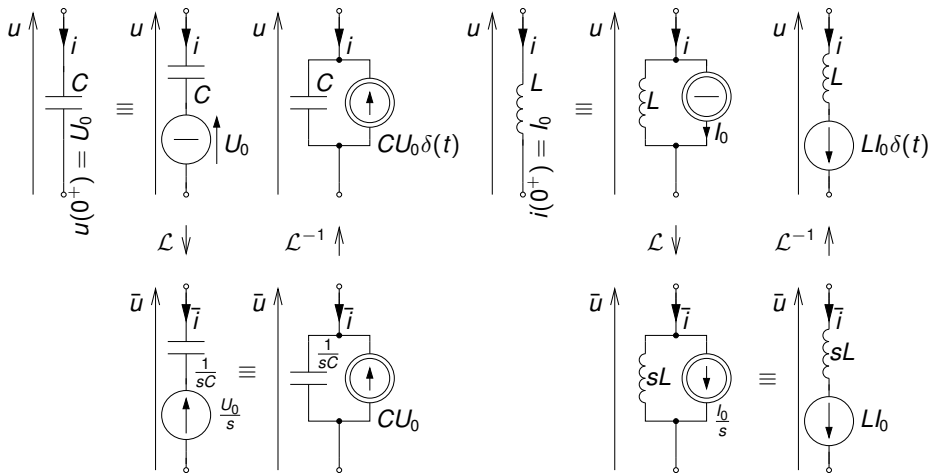 u
i
C
u(0⁺) = U₀
≡
u
i
C
U₀
u
i
C
CU₀δ(t)
u
i
L
i(0⁺) = I₀
≡
u
i
L
I₀
u
i
L
LI₀δ(t)
ℒ
ℒ⁻¹
ℒ
ℒ⁻¹
ū
ī
1/sC
U₀/s
≡
ū
ī
1/sC
CU₀
ū
ī
sL
I₀/s
≡
ū
ī
sL
LI₀